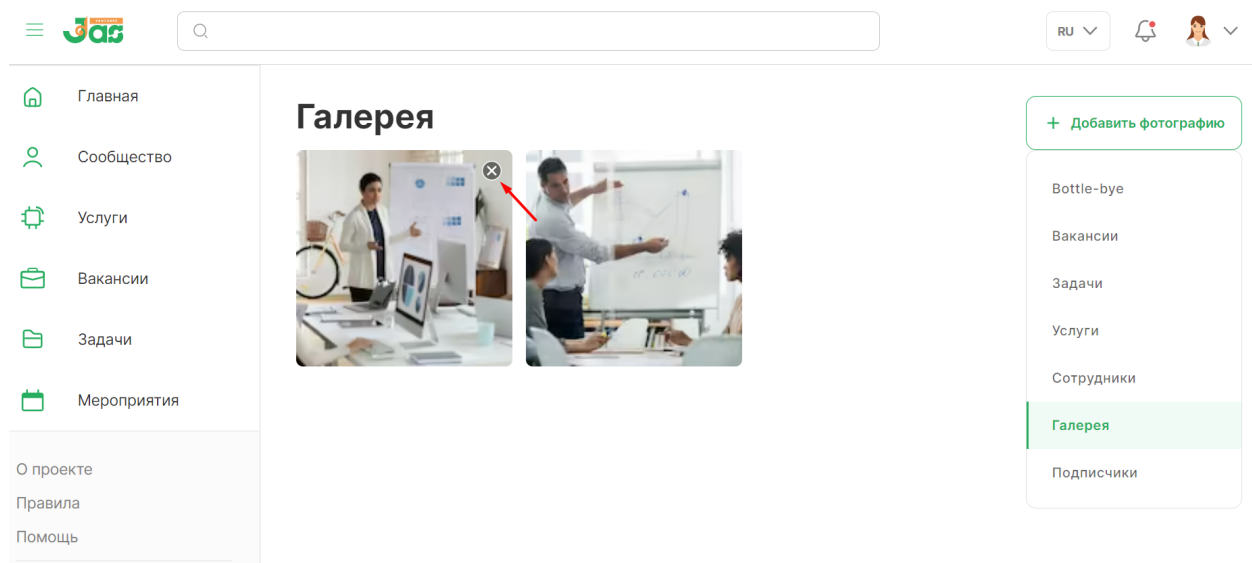 Jas
RU
Главная
Сообщество
Услуги
Вакансии
Задачи
Мероприятия
О проекте
Правила
Помощь
Галерея
+ Добавить фотографию
Bottle-bye
Вакансии
Задачи
Услуги
Сотрудники
Галерея
Подписчики